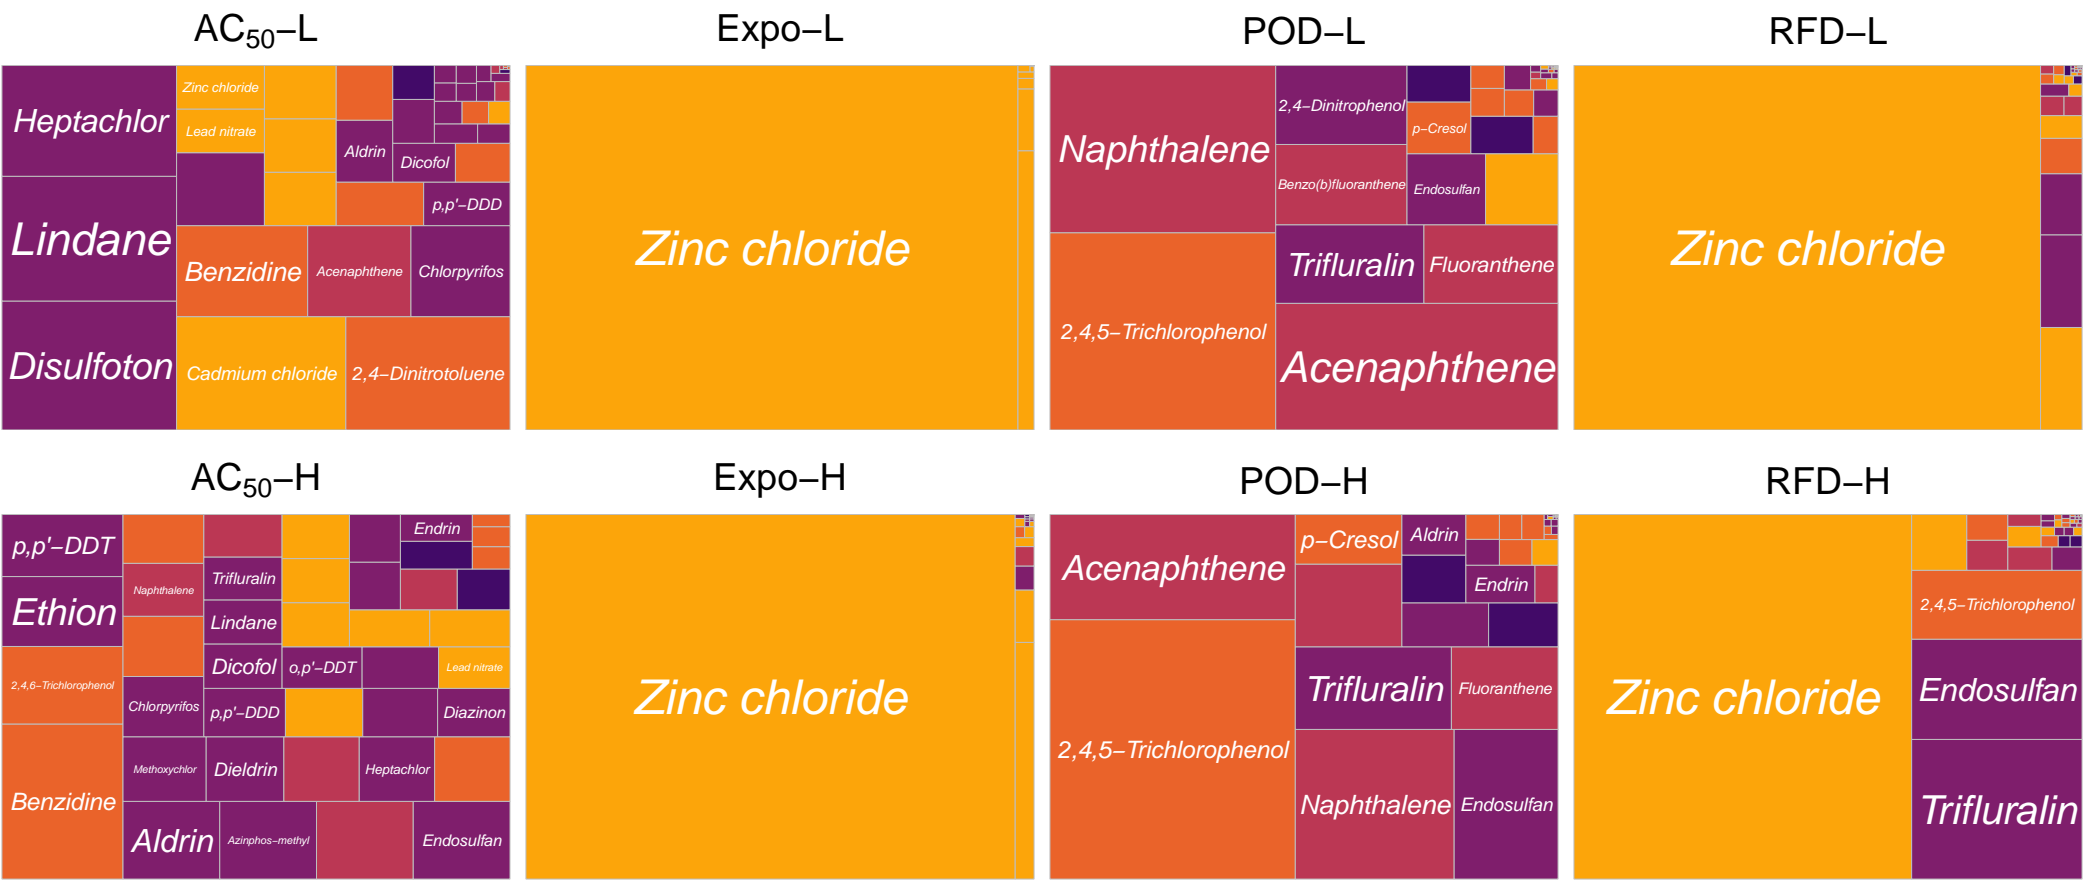 AC50–L
Expo–L
POD–L
RFD–L
Heptachlor
Lindane
Disulfoton
Zinc chloride
Lead nitrate
Aldrin
Dicofol
p,p'–DDD
Benzidine
Acenaphthene
Chlorpyrifos
Cadmium chloride
2,4–Dinitrotoluene
Zinc chloride
Naphthalene
2,4,5–Trichlorophenol
2,4–Dinitrophenol
Benzo(b)fluoranthene
p–Cresol
Endosulfan
Trifluralin
Fluoranthene
Acenaphthene
Zinc chloride
AC50–H
Expo–H
POD–H
RFD–H
p,p'–DDT
Ethion
2,4,6–Trichlorophenol
Benzidine
Naphthalene
Chlorpyrifos
Methoxychlor
Aldrin
Trifluralin
Lindane
Dicofol
p,p'–DDD
Dieldrin
Azinphos–methyl
o,p'–DDT
Heptachlor
Endrin
Lead nitrate
Diazinon
Endosulfan
Zinc chloride
Acenaphthene
2,4,5–Trichlorophenol
p–Cresol
Aldrin
Endrin
Trifluralin
Fluoranthene
Naphthalene
Endosulfan
Zinc chloride
2,4,5–Trichlorophenol
Endosulfan
Trifluralin